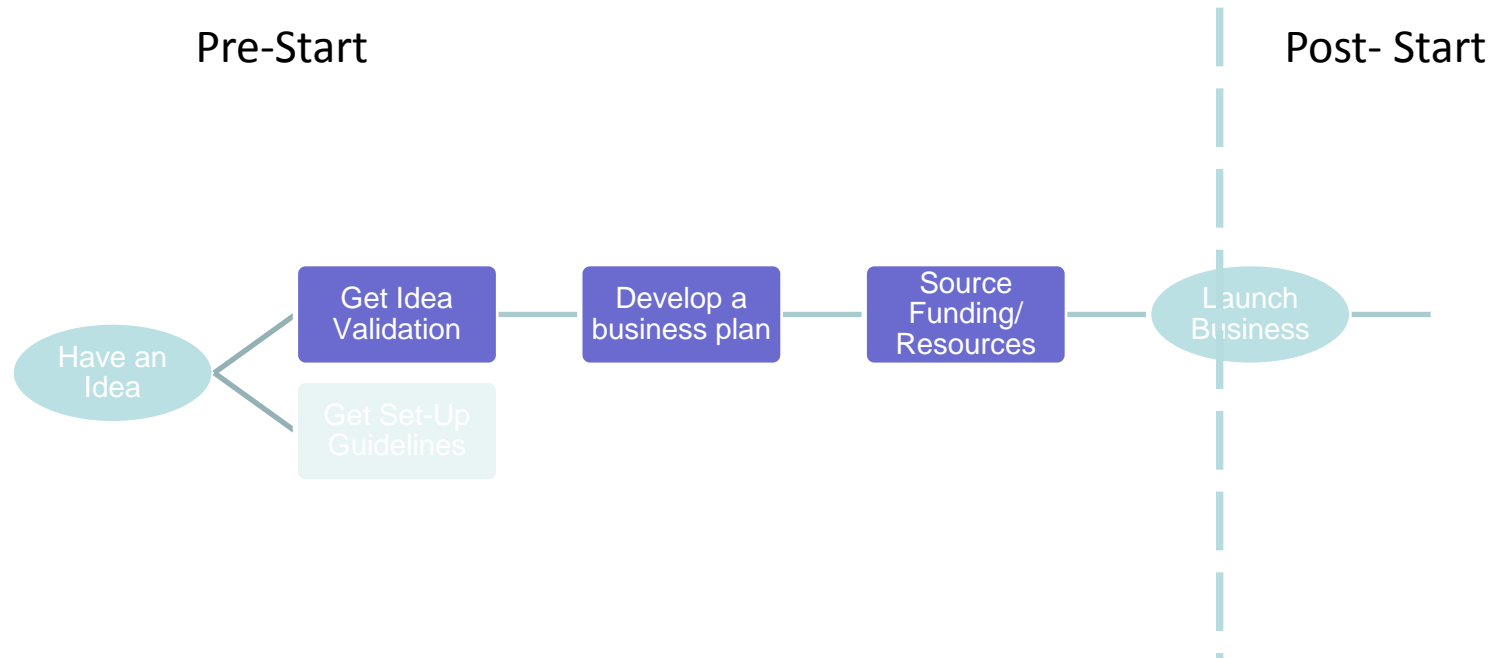 Pre-Start
Post- Start
Have an
Idea
Get Idea
Validation
Get Set-Up
Guidelines
Develop a
business plan
Source
Funding/
Resources
Launch
Business